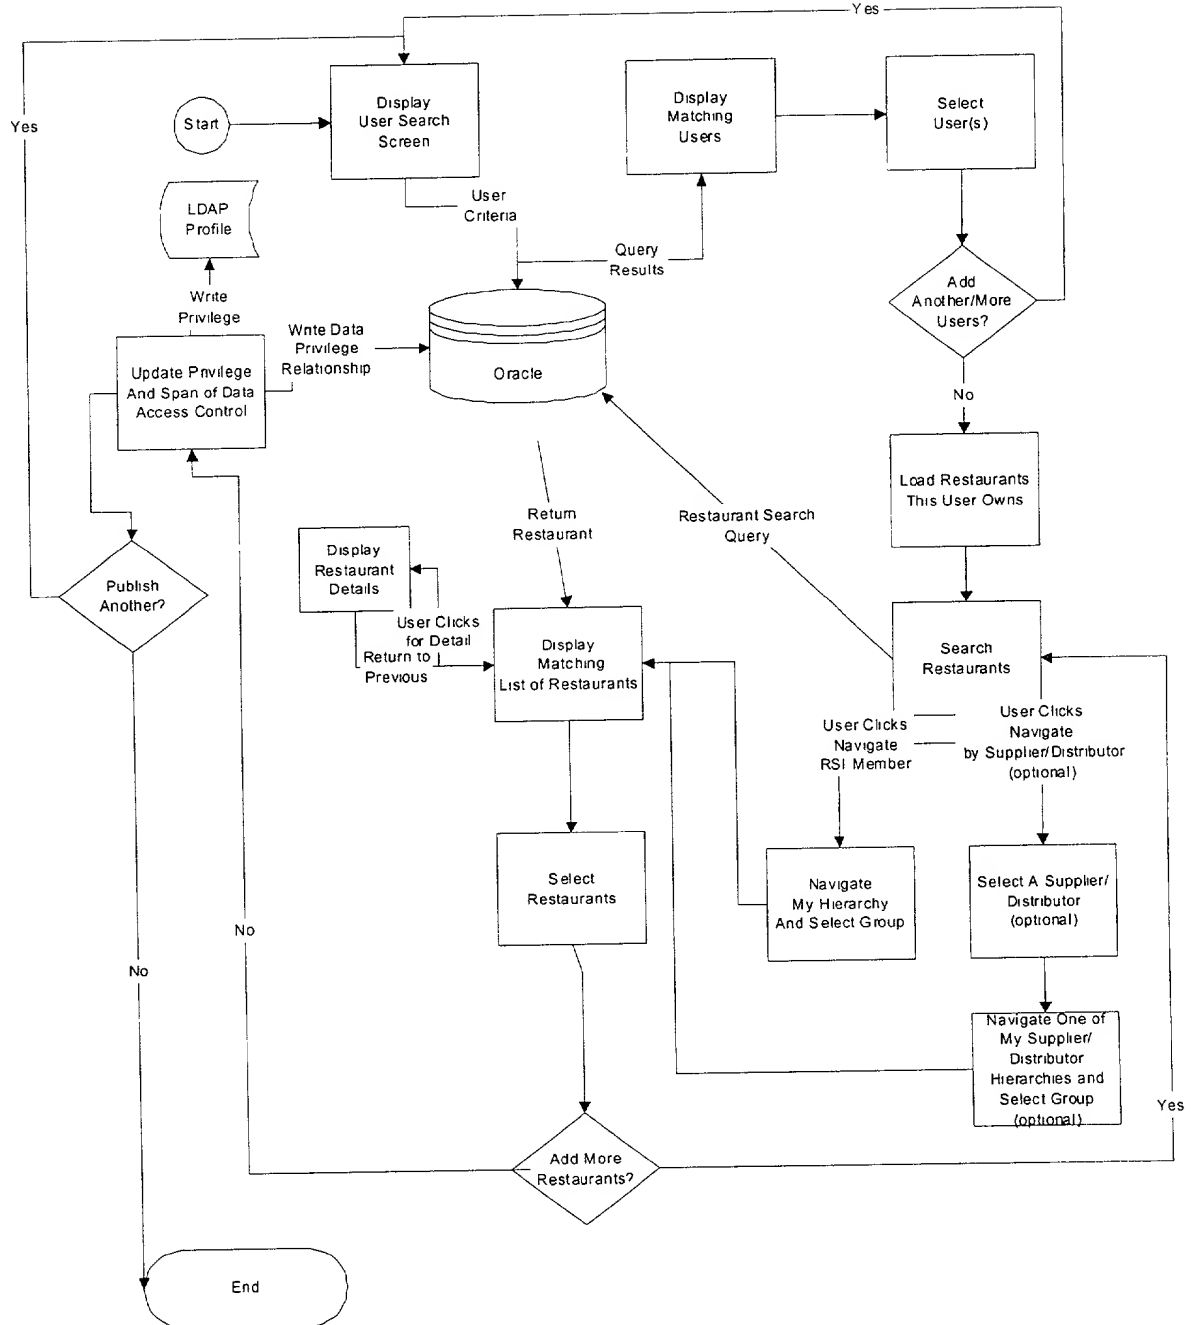 Yes
Yes
Start
Display
User Search
Screen
Display
Matching
Users
Select
User(s)
LDAP
Profile
User
Criteria
Query
Results
Add
Another/More
Users?
Write
Privilege
Write Data
Privilege
Relationship
Update Privilege
And Span of Data
Access Control
Oracle
No
Load Restaurants
This User Owns
Return
Restaurant
Restaurant Search
Query
Display
Restaurant
Details
Publish
Another?
User Clicks
for Detail
Return to
Previous
Display
Matching
List of Restaurants
Search
Restaurants
User Clicks
Navigate
RSI Member
User Clicks
Navigate
by Supplier/Distributor
(optional)
Select
Restaurants
Navigate
My Hierarchy
And Select Group
Select A Supplier/
Distributor
(optional)
No
No
Navigate One of
My Supplier/
Distributor
Hierarchies and
Select Group
(optional)
Yes
Add More
Restaurants?
End